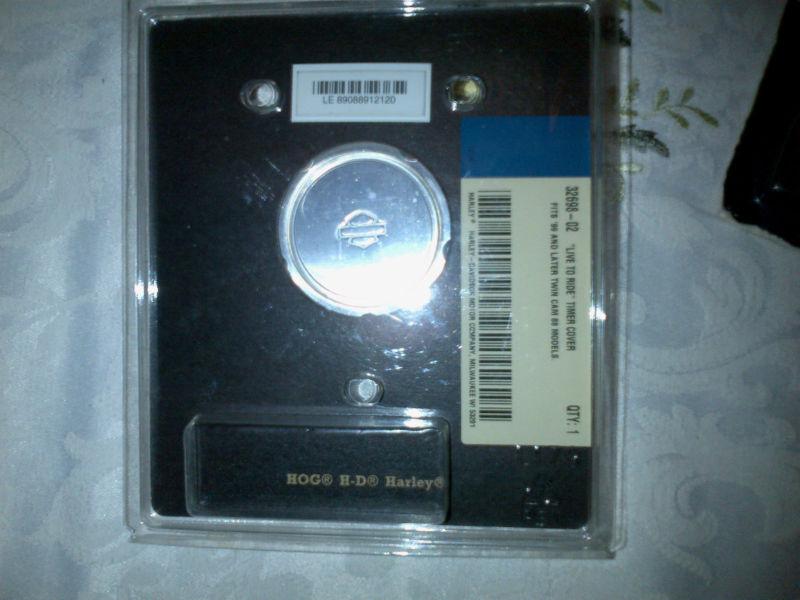 LE 89088912120
32698-02 "LIVE TO RIDE" TIMER COVER
FITS '99 AND LATER TWIN CAM 88 MODELS.
QTY: 1
HARLEY® HARLEY-DAVIDSON MOTOR COMPANY, MILWAUKEE WI 53201
HOG® H-D® Harley®